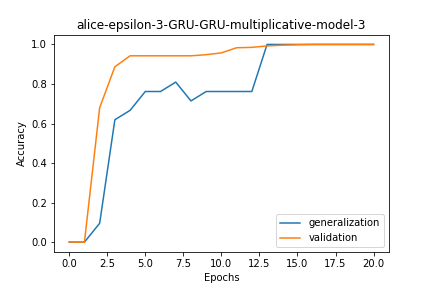 alice-epsilon-3-GRU-GRU-multiplicative-model-3
1.0
0.8
0.6
0.4
0.2
0.0
Accuracy
generalization
validation
0.0 2.5 5.0 7.5 10.0 12.5 15.0 17.5 20.0
Epochs